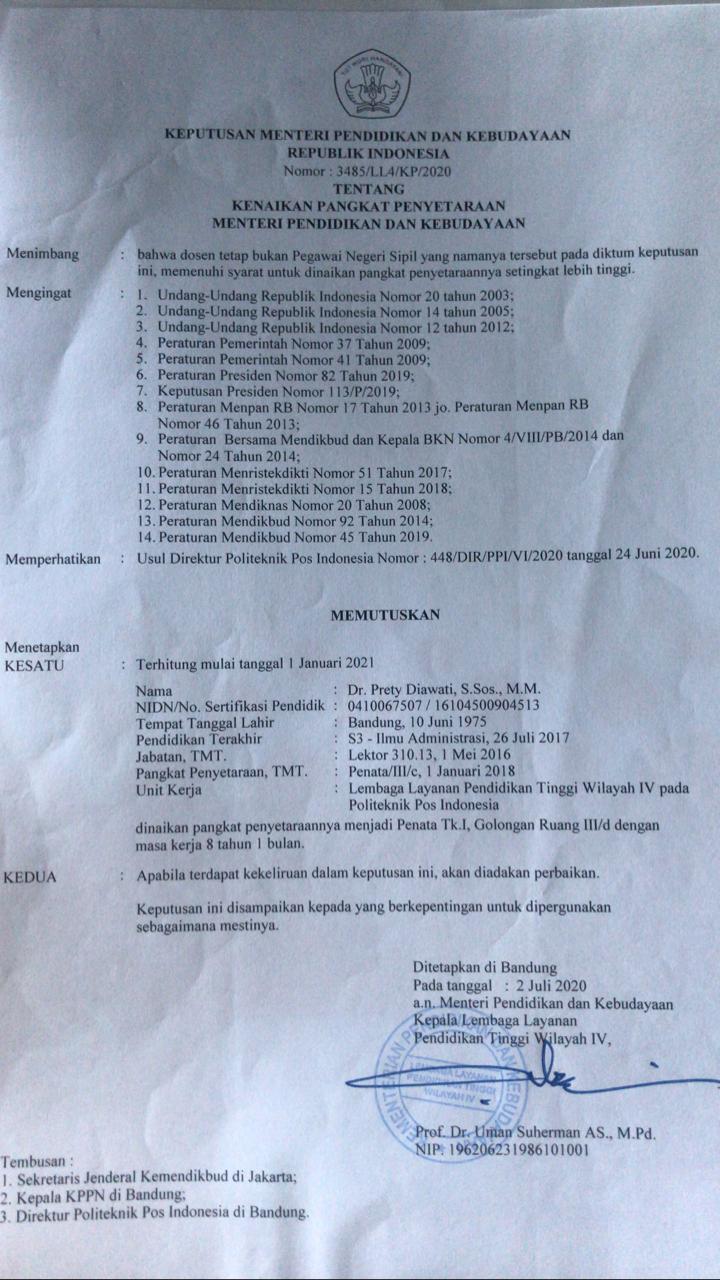 TUT WURI HANDAYANI
KEPUTUSAN MENTERI PENDIDIKAN DAN KEBUDAYAAN
REPUBLIK INDONESIA
Nomor : 3485/LL4/KP/2020
TENTANG
KENAIKAN PANGKAT PENYETARAAN
MENTERI PENDIDIKAN DAN KEBUDAYAAN
Menimbang : bahwa dosen tetap bukan Pegawai Negeri Sipil yang namanya tersebut pada diktum keputusan
ini, memenuhi syarat untuk dinaikan pangkat penyetaraannya setingkat lebih tinggi.
Mengingat : 1. Undang-Undang Republik Indonesia Nomor 20 tahun 2003;
2. Undang-Undang Republik Indonesia Nomor 14 tahun 2005;
3. Undang-Undang Republik Indonesia Nomor 12 tahun 2012;
4. Peraturan Pemerintah Nomor 37 Tahun 2009;
5. Peraturan Pemerintah Nomor 41 Tahun 2009;
6. Peraturan Presiden Nomor 82 Tahun 2019;
7. Keputusan Presiden Nomor 113/P/2019;
8. Peraturan Menpan RB Nomor 17 Tahun 2013 jo. Peraturan Menpan RB
Nomor 46 Tahun 2013;
9. Peraturan Bersama Mendikbud dan Kepala BKN Nomor 4/VIII/PB/2014 dan
Nomor 24 Tahun 2014;
10. Peraturan Menristekdikti Nomor 51 Tahun 2017;
11. Peraturan Menristekdikti Nomor 15 Tahun 2018;
12. Peraturan Mendiknas Nomor 20 Tahun 2008;
13. Peraturan Mendikbud Nomor 92 Tahun 2014;
14. Peraturan Mendikbud Nomor 45 Tahun 2019.
Memperhatikan : Usul Direktur Politeknik Pos Indonesia Nomor : 448/DIR/PPI/VI/2020 tanggal 24 Juni 2020.
MEMUTUSKAN
Menetapkan
KESATU : Terhitung mulai tanggal 1 Januari 2021
Nama : Dr. Prety Diawati, S.Sos., M.M.
NIDN/No. Sertifikasi Pendidik : 0410067507 / 16104500904513
Tempat Tanggal Lahir : Bandung, 10 Juni 1975
Pendidikan Terakhir : S3 - Ilmu Administrasi, 26 Juli 2017
Jabatan, TMT. : Lektor 310.13, 1 Mei 2016
Pangkat Penyetaraan, TMT. : Penata/III/c, 1 Januari 2018
Unit Kerja : Lembaga Layanan Pendidikan Tinggi Wilayah IV pada
Politeknik Pos Indonesia
dinaikan pangkat penyetaraannya menjadi Penata Tk.I, Golongan Ruang III/d dengan
masa kerja 8 tahun 1 bulan.
KEDUA : Apabila terdapat kekeliruan dalam keputusan ini, akan diadakan perbaikan.
Keputusan ini disampaikan kepada yang berkepentingan untuk dipergunakan
sebagaimana mestinya.
Ditetapkan di Bandung
Pada tanggal : 2 Juli 2020
a.n. Menteri Pendidikan dan Kebudayaan
Kepala Lembaga Layanan
Pendidikan Tinggi Wilayah IV,
LEMBAGA LAYANAN
PENDIDIKAN TINGGI
WILAYAH IV
Prof. Dr. Uman Suherman AS., M.Pd.
NIP. 196206231986101001
Tembusan :
1. Sekretaris Jenderal Kemendikbud di Jakarta;
2. Kepala KPPN di Bandung;
3. Direktur Politeknik Pos Indonesia di Bandung.